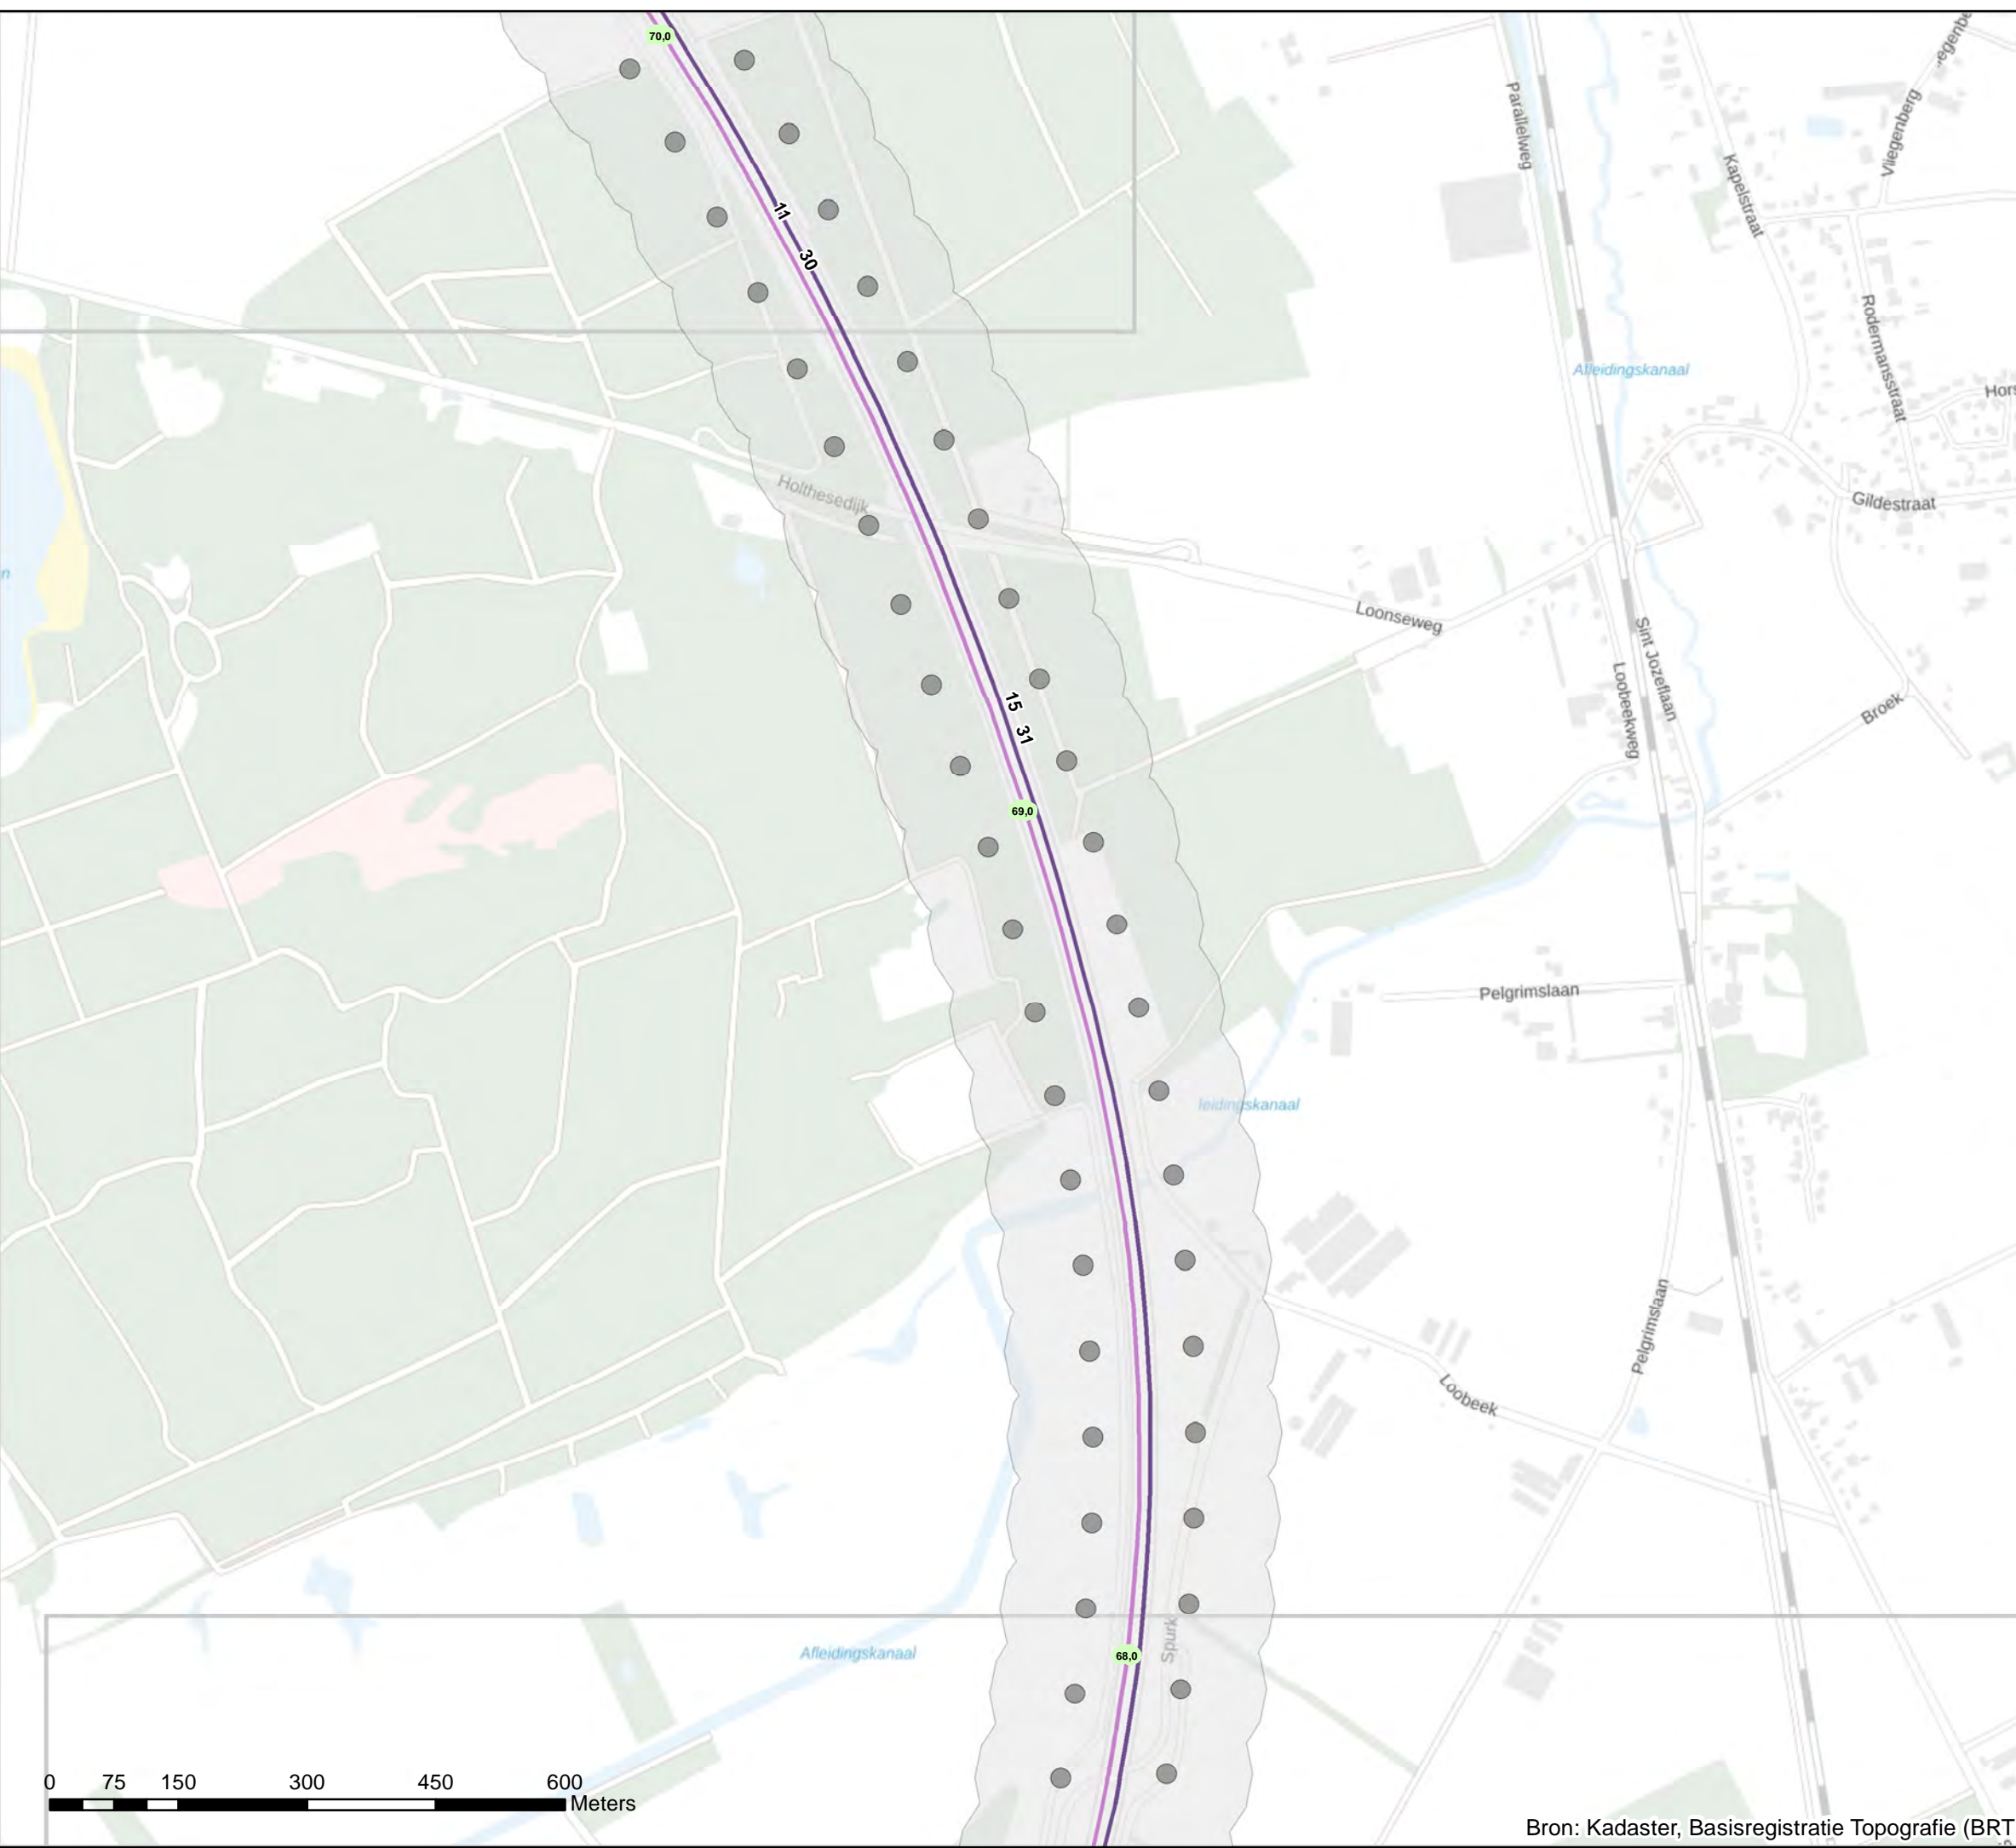 70,0
Vliegenberg
Parallelweg
Kapelstraat
11
30
Rodermansstraat
Afleidingskanaal
Holthesedijk
Gildestraat
Loonseweg
Sint Jozeflaan
Loobeekweg
Broek
15
31
69,0
Pelgrimslaan
leidingskanaal
Pelgrimslaan
Loobeek
Spurk
68,0
Afleidingskanaal
0 75 150 300 450 600
Meters
Bron: Kadaster, Basisregistratie Topografie (BRT